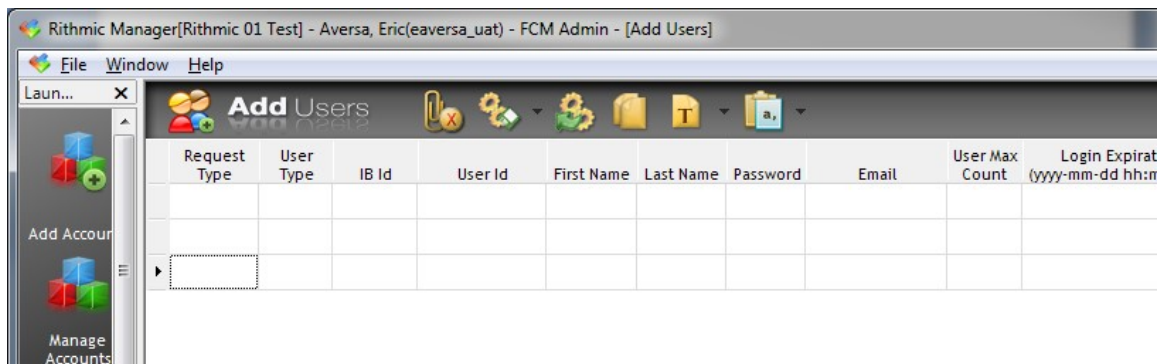 Rithmic Manager[Rithmic 01 Test] - Aversa, Eric(eaversa_uat) - FCM Admin - [Add Users]
File Window Help
Laun...
Add Users
T
a,
Request Type
User Type
IB Id
User Id
First Name
Last Name
Password
Email
User Max Count
Login Expirat
(yyyy-mm-dd hh:m
Add Accour
Manage
Accounts